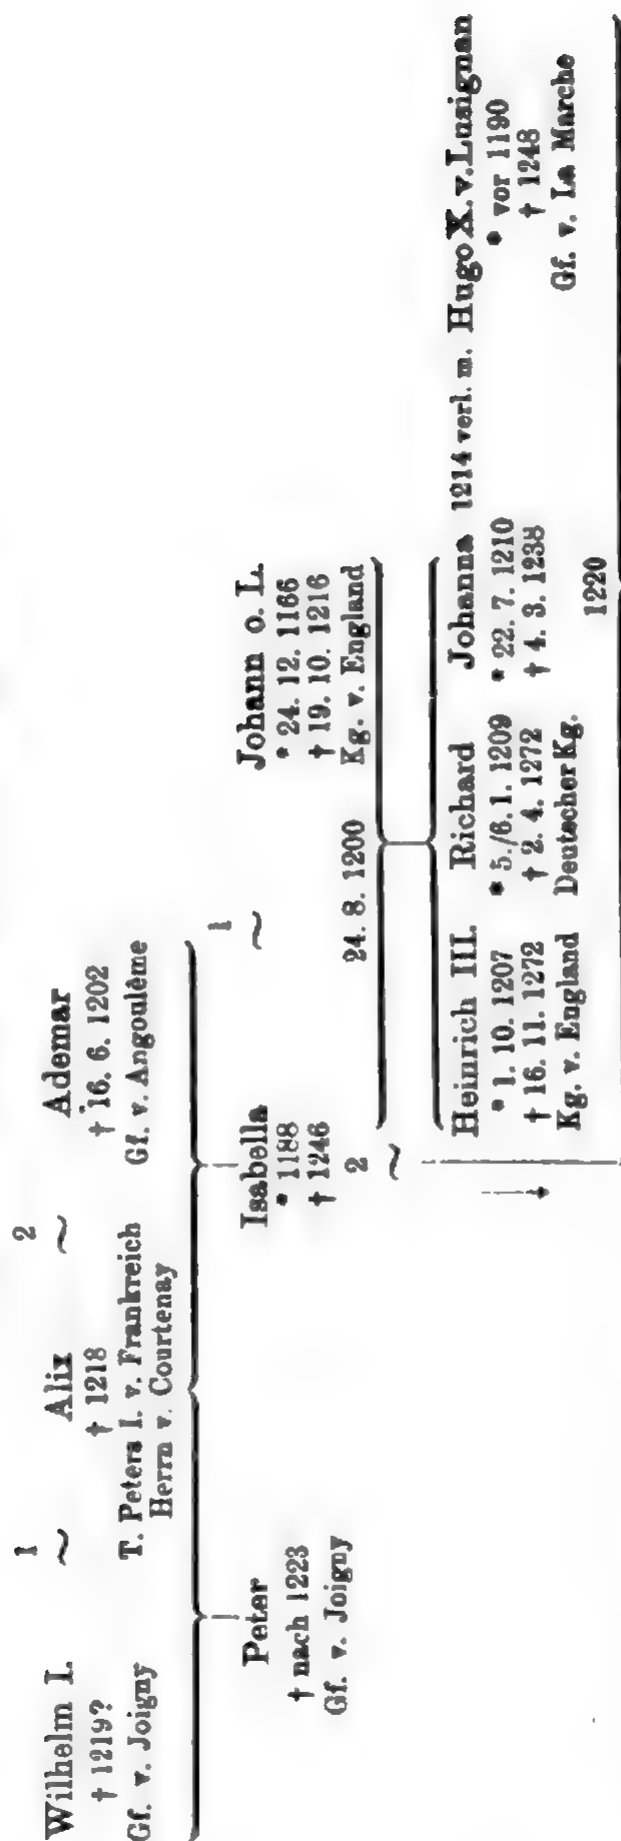 1 2
Wilhelm I. ~ Alix ~ Ademar
† 1219? † 1218 † 16. 6. 1202
Gf. v. Joigny T. Peters I. v. Frankreich Gf. v. Angoulême
Herrn v. Courtenay
1
Peter Isabella ~ Johann o. L.
† nach 1223 * 1188 * 24. 12. 1166
Gf. v. Joigny † 1246 † 19. 10. 1216
2 24. 8. 1200 Kg. v. England
~
Heinrich III. Richard Johanna 1214 verl. m. Hugo X. v. Lusignan
* 1. 10. 1207 * 5./6. 1. 1209 * 22. 7. 1210 * vor 1190
† 16. 11. 1272 † 2. 4. 1272 † 4. 3. 1238 † 1248
Kg. v. England Deutscher Kg. Gf. v. La Marche
1220